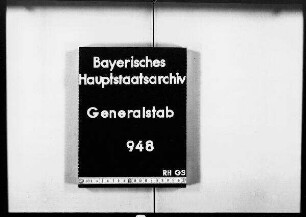 Bayerisches
Hauptstaatsarchiv
Generalstab
948
RH GS